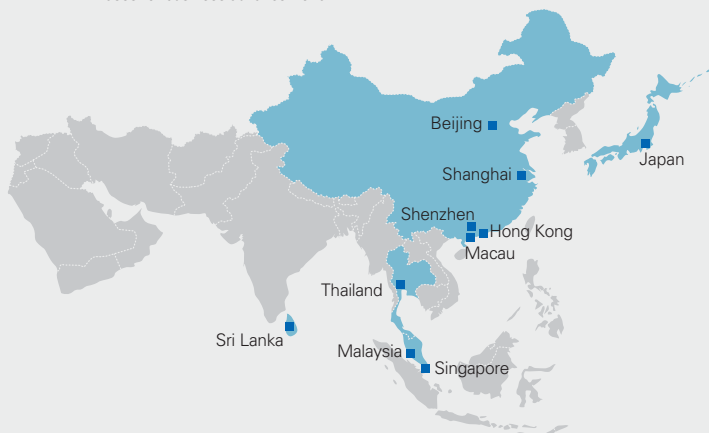 Beijing
Shanghai
Japan
Shenzhen
Hong Kong
Macau
Thailand
Sri Lanka
Malaysia
Singapore